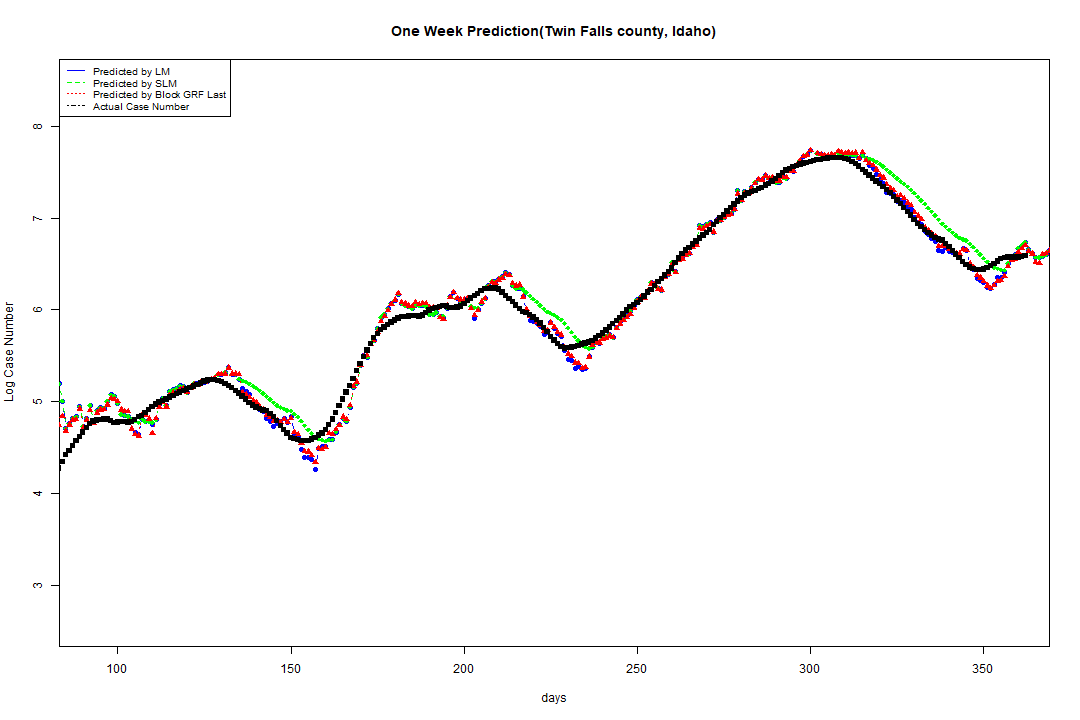 One Week Prediction(Twin Falls county, Idaho)
Predicted by LM
Predicted by SLM
Predicted by Block GRF Last
Actual Case Number
8
7
6
5
4
3
Log Case Number
100 150 200 250 300 350
days